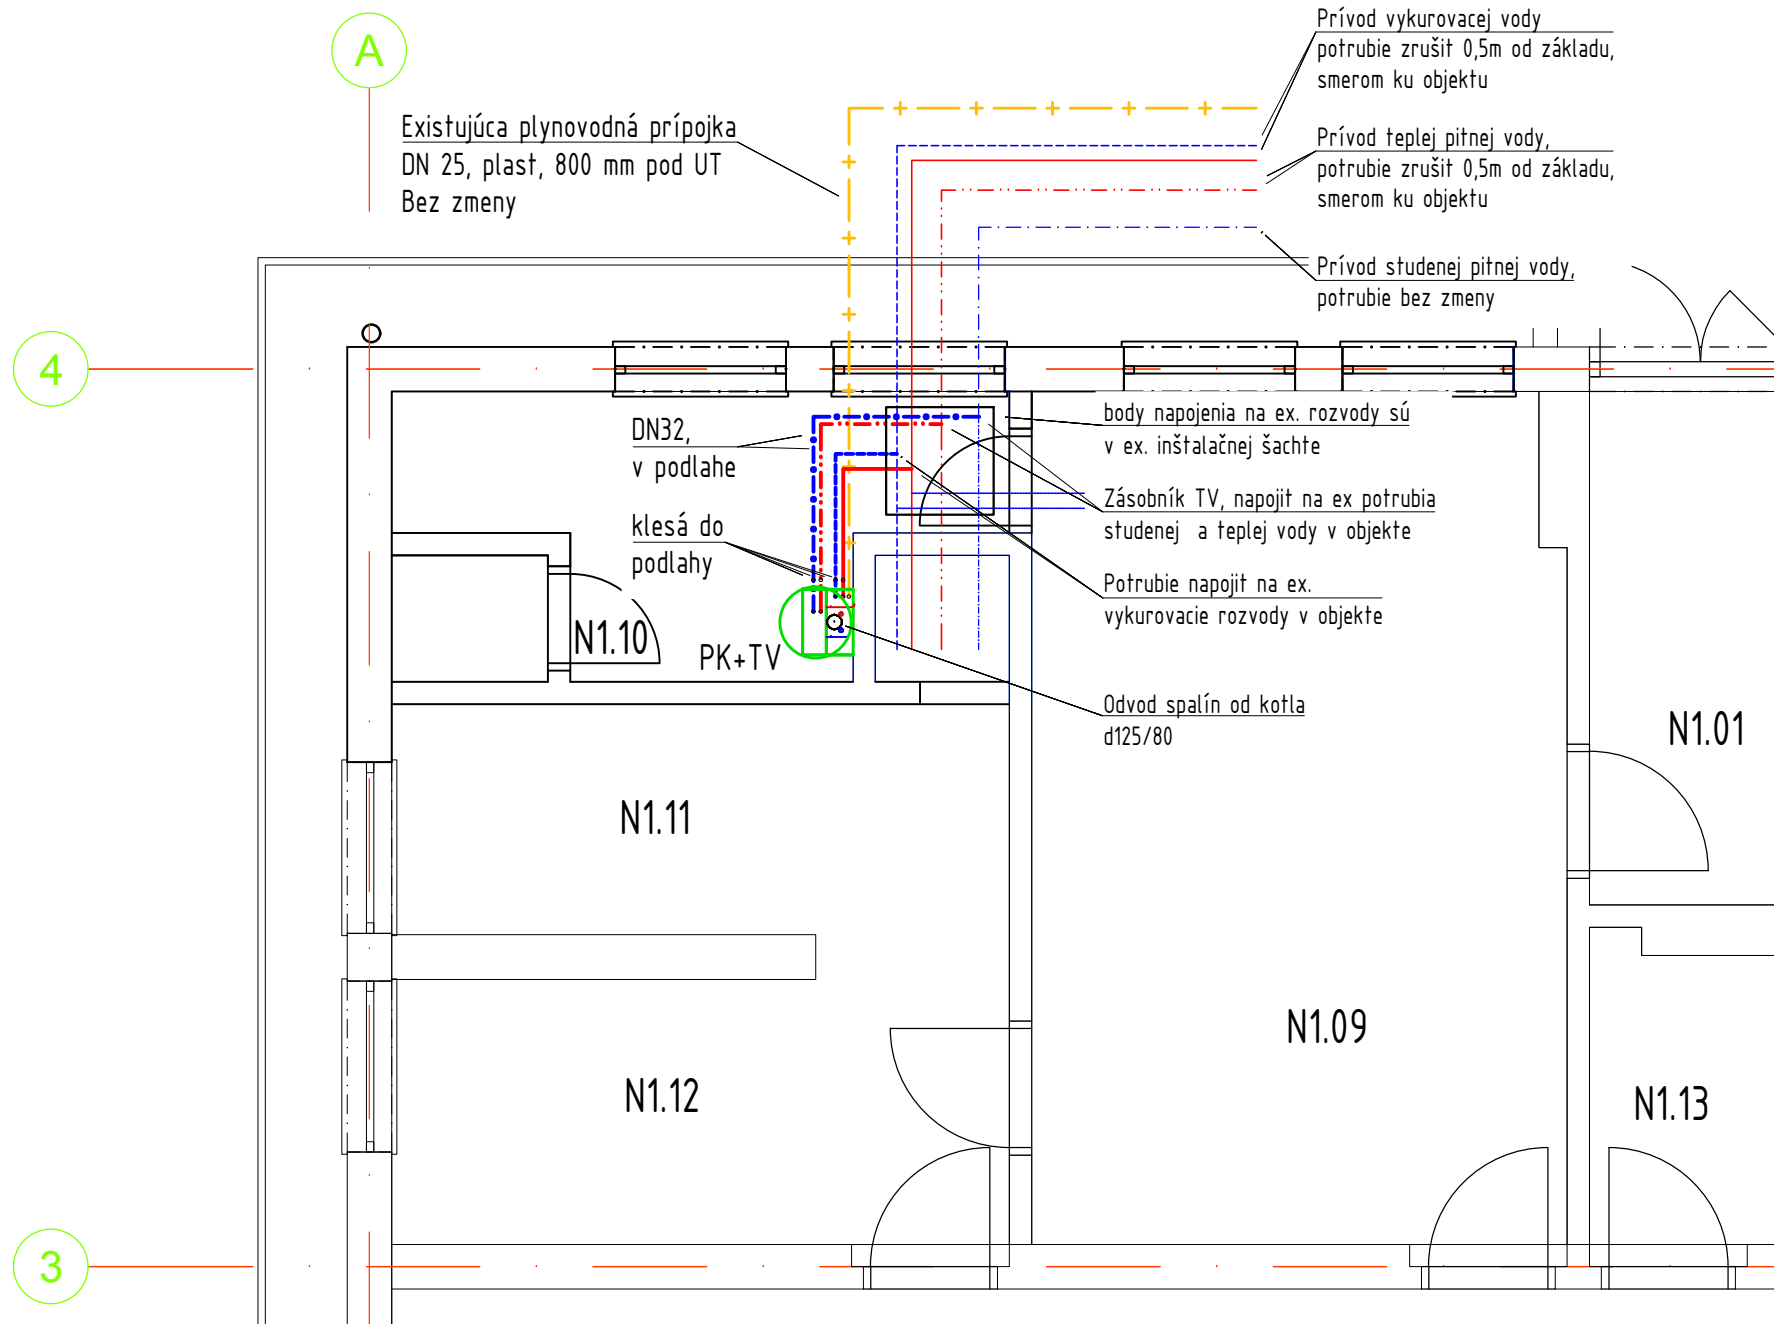 A
Existujúca plynovodná prípojka
DN 25, plast, 800 mm pod UT
Bez zmeny
Prívod vykurovacej vody
potrubie zrušit 0,5m od základu,
smerom ku objektu
Prívod teplej pitnej vody,
potrubie zrušit 0,5m od základu,
smerom ku objektu
Prívod studenej pitnej vody,
potrubie bez zmeny
4
DN32,
v podlahe
klesá do
podlahy
body napojenia na ex. rozvody sú
v ex. inštalačnej šachte
Zásobník TV, napojit na ex potrubia
studenej a teplej vody v objekte
Potrubie napojit na ex.
vykurovacie rozvody v objekte
N1.10
PK+TV
Odvod spalín od kotla
d125/80
N1.01
N1.11
N1.09
N1.12
N1.13
3